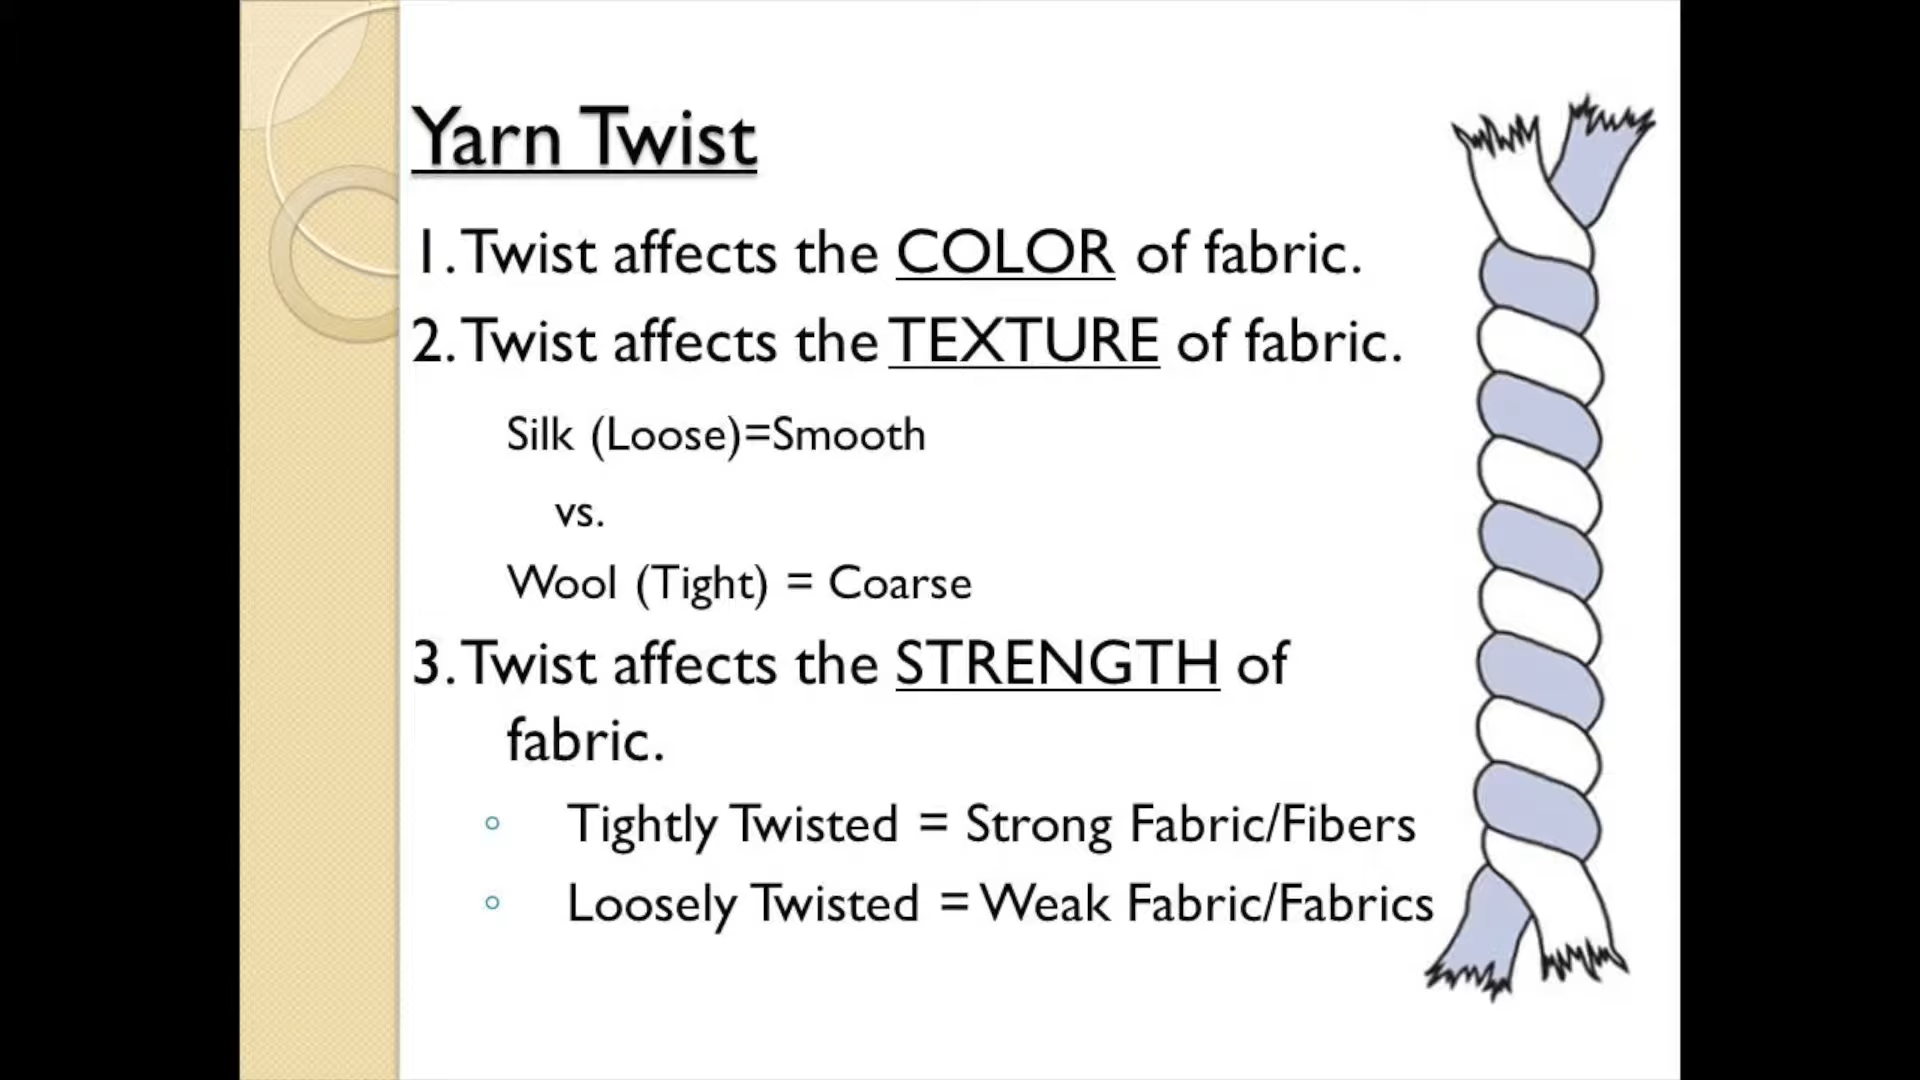 Yarn Twist
1. Twist affects the COLOR of fabric.
2. Twist affects the TEXTURE of fabric.
Silk (Loose)=Smooth
vs.
Wool (Tight) = Coarse
3. Twist affects the STRENGTH of
fabric.
◦ Tightly Twisted = Strong Fabric/Fibers
◦ Loosely Twisted = Weak Fabric/Fabrics